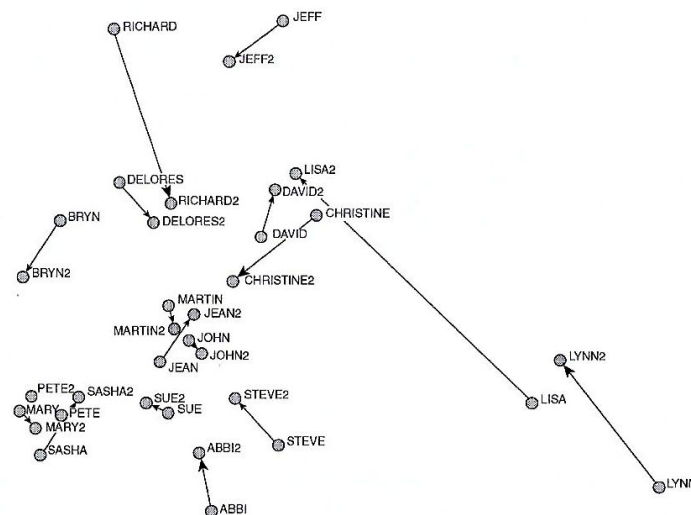 JEFF
RICHARD
JEFF2
LISA2
DELORES
DAVID2
RICHARD2
CHRISTINE
BRYN
DELORES2
DAVID
BRYN2
CHRISTINE2
MARTIN
JEAN2
MARTIN2
JOHN
JOHN2
LYNN2
JEAN
PETE2
SASHA2
STEVE2
SUE2
LISA
MARY
PETE
SUE
MARY2
STEVE
SASHA
ABBI2
LYNN
ABBI